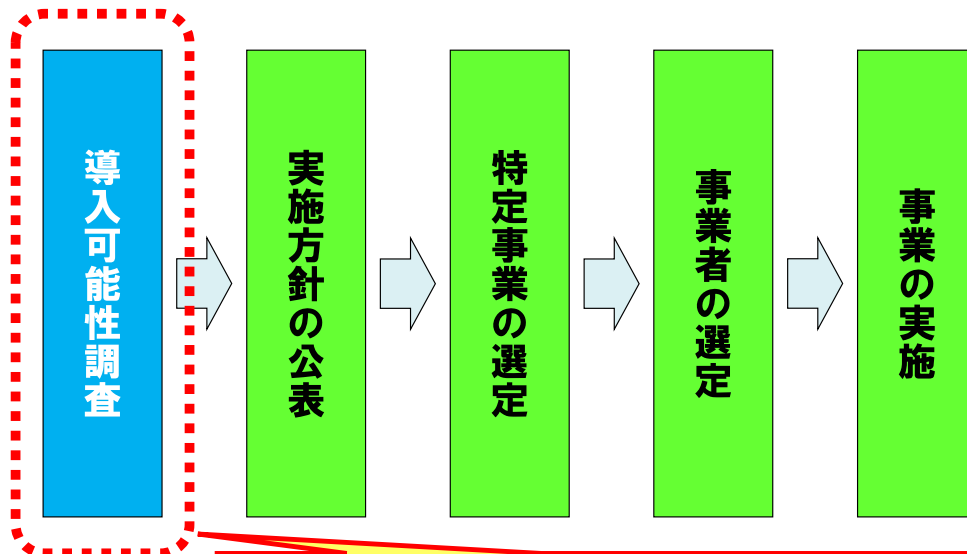 導入可能性調査
実施方針の公表
特定事業の選定
事業者の選定
事業の実施